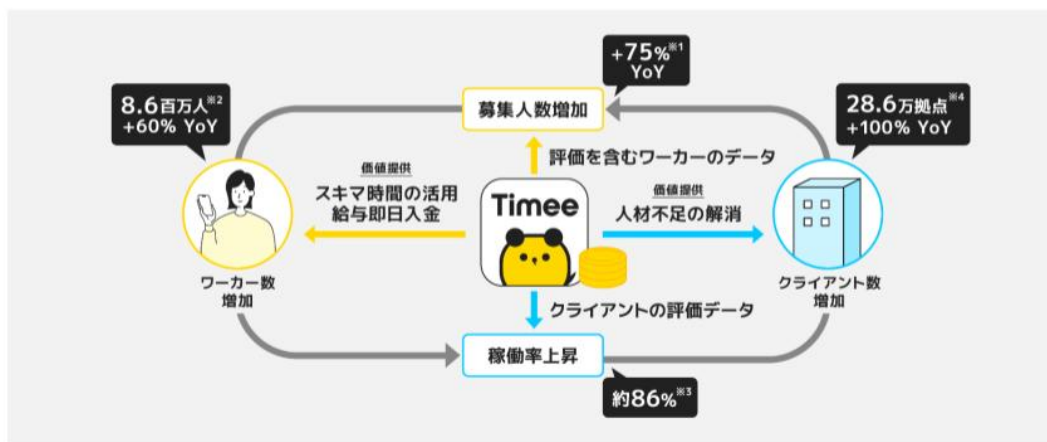 +75%※1
YoY
8.6百万人※2
+60% YoY
募集人数増加
28.6万拠点※4
+100% YoY
評価を含むワーカーのデータ
価値提供
スキマ時間の活用
給与即日入金
Timee
価値提供
人材不足の解消
ワーカー数
増加
クライアント数
増加
クライアントの評価データ
稼働率上昇
約86%※3